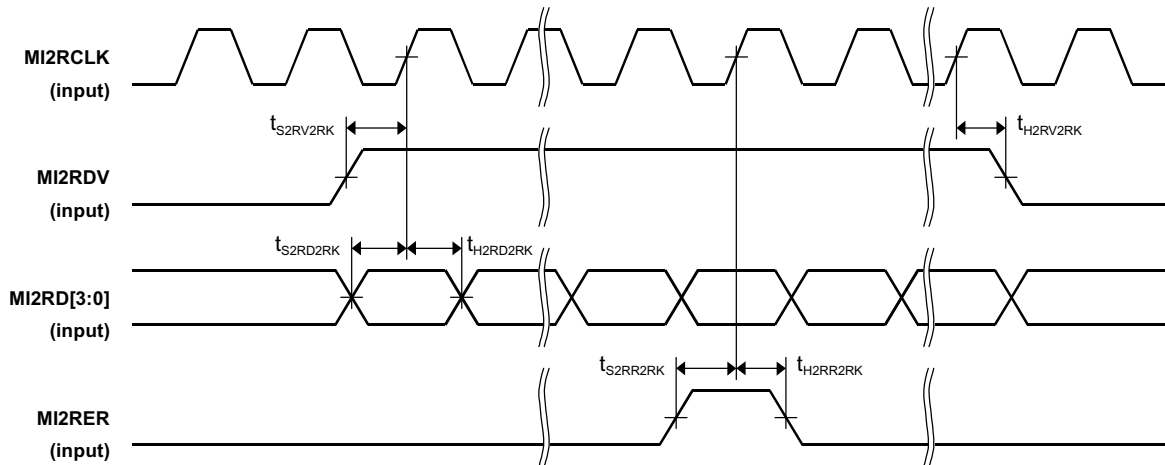 MI2RCLK
(input)
tS2RV2RK
tH2RV2RK
MI2RDV
(input)
tS2RD2RK
tH2RD2RK
MI2RD[3:0]
(input)
tS2RR2RK
tH2RR2RK
MI2RER
(input)